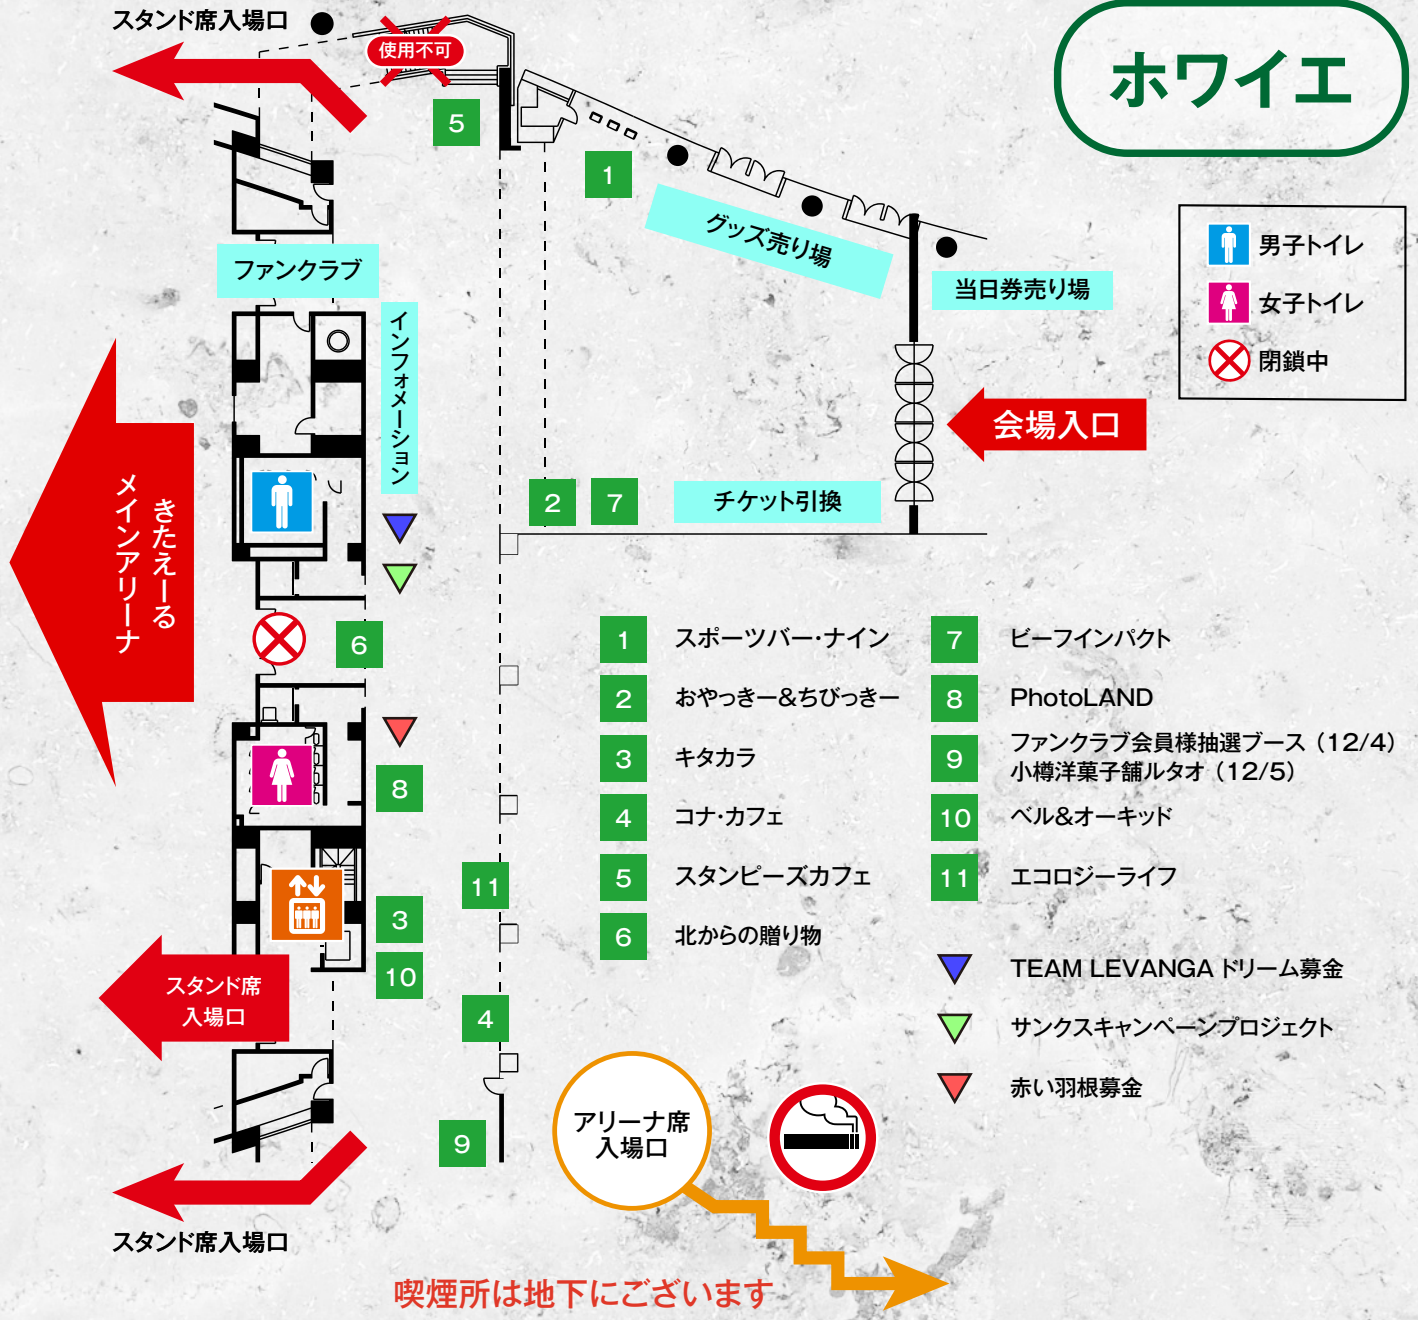 スタンド席入場口
使用不可
ホワイエ
5
1
グッズ売り場
ファンクラブ
当日券売り場
男子トイレ
女子トイレ
閉鎖中
インフォメーション
会場入口
きたえーる
メインアリーナ
2
7
チケット引換
6
8
11
3
10
スタンド席
入場口
4
9
1 スポーツバー・ナイン
2 おやっきー&ちびっきー
3 キタカラ
4 コナ・カフェ
5 スタンピーズカフェ
6 北からの贈り物
7 ビーフインパクト
8 PhotoLAND
9 ファンクラブ会員様抽選ブース（12/4）
小樽洋菓子舗ルタオ（12/5）
10 ベル&オーキッド
11 エコロジーライフ
TEAM LEVANGA ドリーム募金
サンクスキャンペーンプロジェクト
赤い羽根募金
アリーナ席
入場口
スタンド席入場口
喫煙所は地下にございます